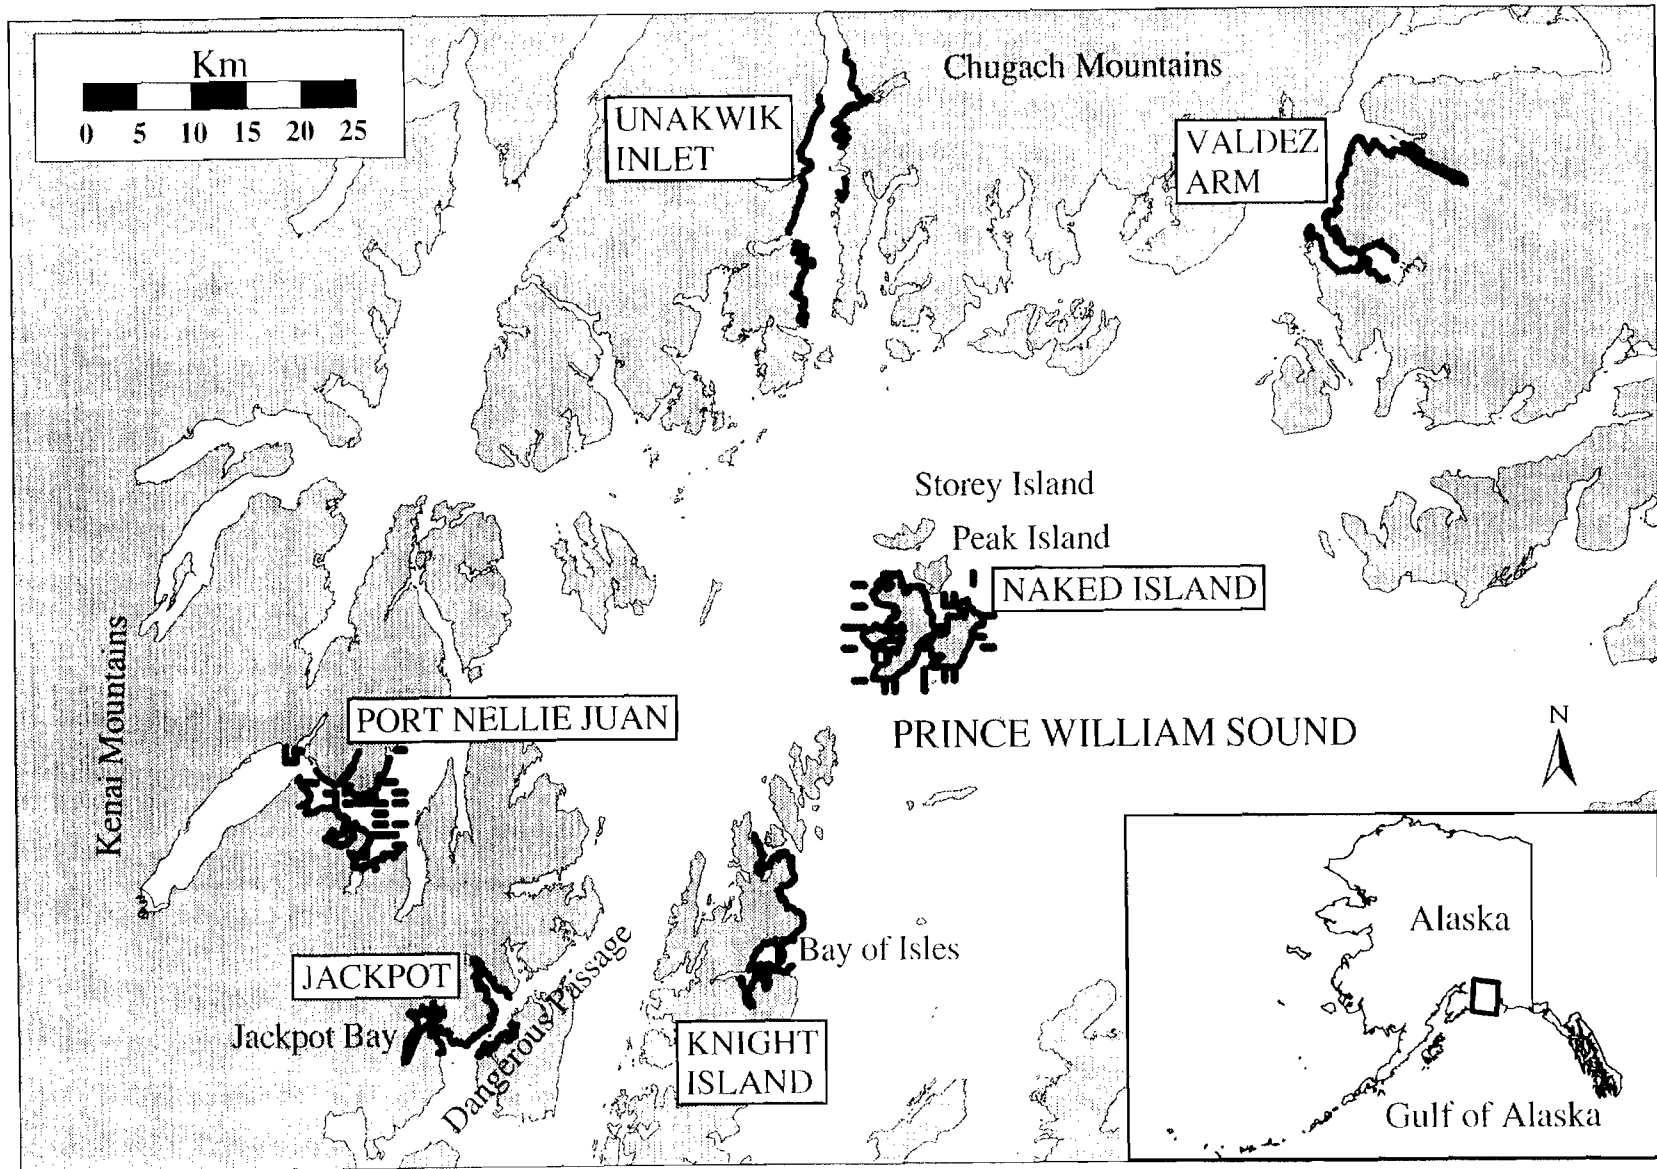 Km
0 5 10 15 20 25
Chugach Mountains
UNAKWIK
INLET
VALDEZ
ARM
Storey Island
Peak Island
NAKED ISLAND
Kenai Mountains
PORT NELLIE JUAN
PRINCE WILLIAM SOUND
N
Bay of Isles
JACKPOT
Jackpot Bay
Dangerous Passage
KNIGHT
ISLAND
Alaska
Gulf of Alaska